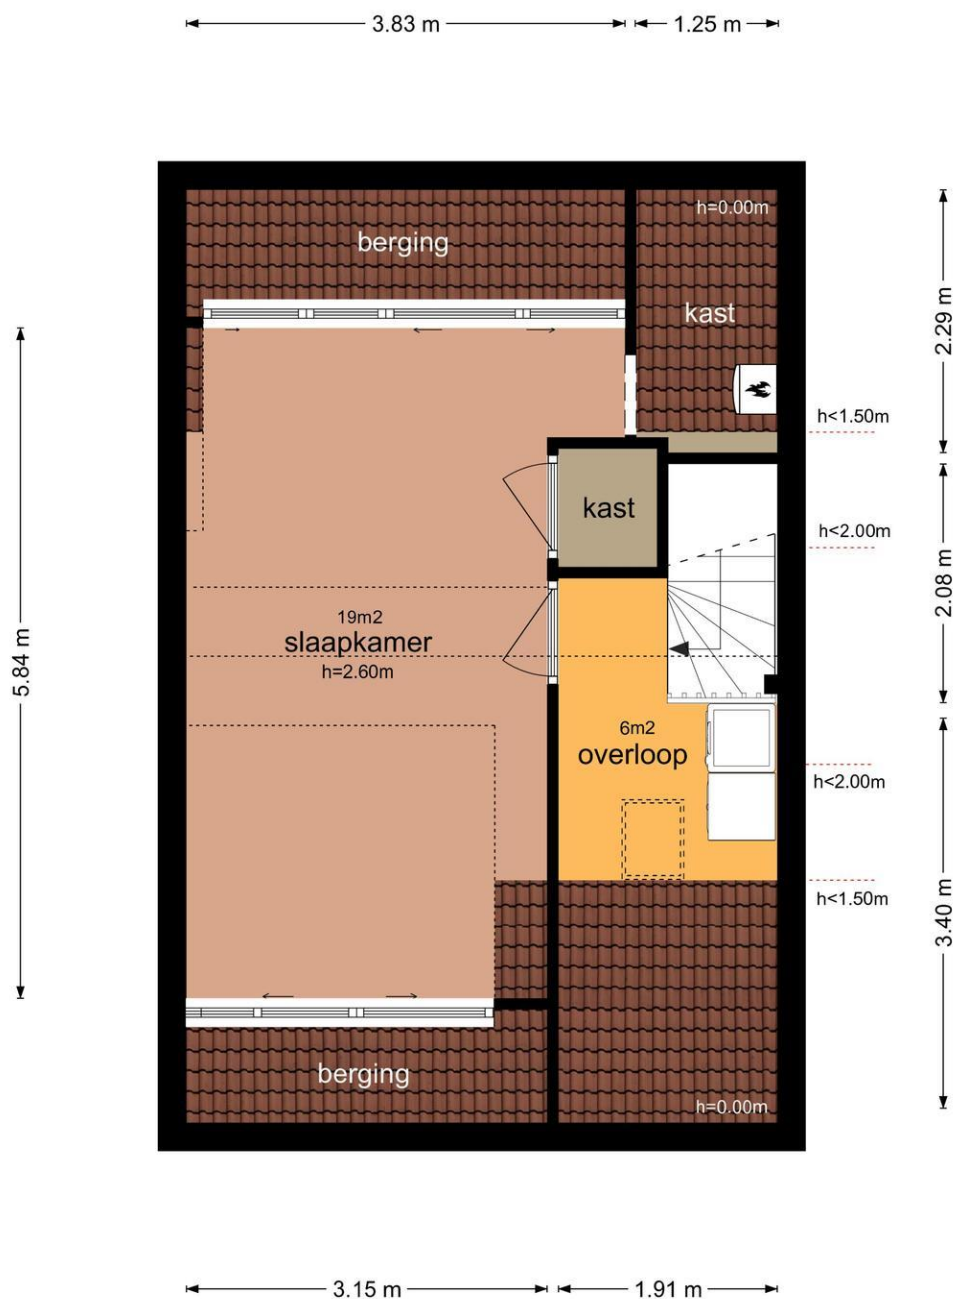 3.83 m
1.25 m
berging
h=0.00m
kast
2.29 m
h<1.50m
kast
h<2.00m
2.08 m
19m2
slaapkamer
h=2.60m
5.84 m
6m2
overloop
h<2.00m
h<1.50m
3.40 m
berging
h=0.00m
3.15 m
1.91 m